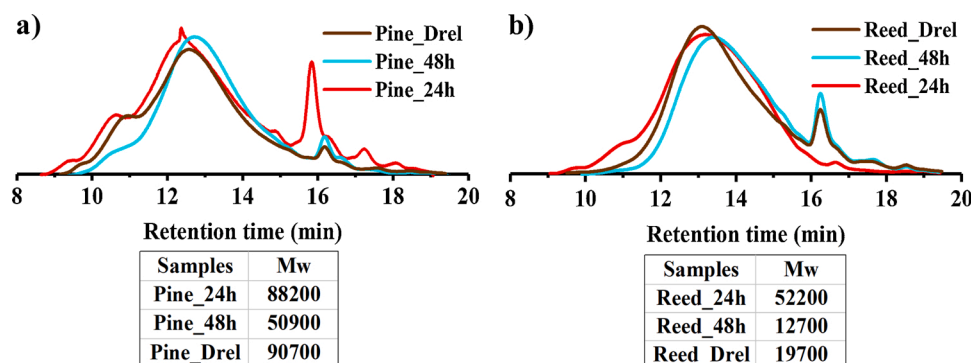 a)
Pine_Drel
Pine_48h
Pine_24h
8 10 12 14 16 18 20
Retention time (min)
Samples Mw
Pine_24h 88200
Pine_48h 50900
Pine_Drel 90700
b)
Reed_Drel
Reed_48h
Reed_24h
8 10 12 14 16 18 20
Retention time (min)
Samples Mw
Reed_24h 52200
Reed_48h 12700
Reed_Drel 19700